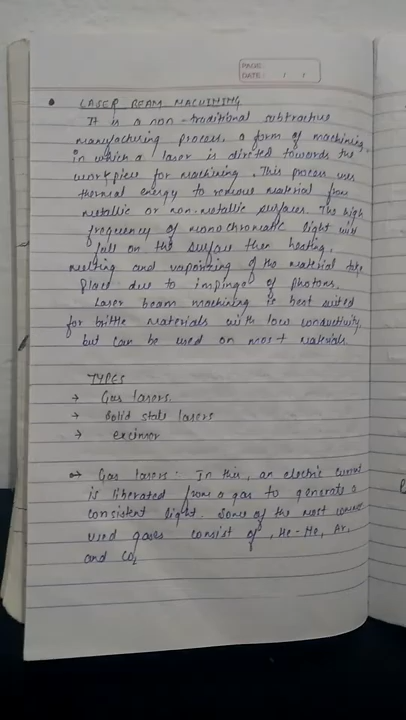 PAGE:
DATE: / /
LASER BEAM MACHINING
It is a non-traditional subtractive
manufacturing process, a form of machining,
in which a laser is directed towards the
workpiece for machining. This process uses
thermal energy to remove material from
metallic or non-metallic surfaces. The high
frequency of monochromatic light will
fall on the surface then heating,
melting and vaporizing of the material take
place due to impinge of photons.
Laser beam machining is best suited
for brittle materials with low conductivity,
but can be used on most materials.
TYPES
→ Gas lasers.
→ Solid state lasers
→ excimer
⇒ Gas lasers: In this, an electric current
is liberated from a gas to generate a
consistent light. Some of the most
used gases consist of, He-Ne, Ar,
and CO2